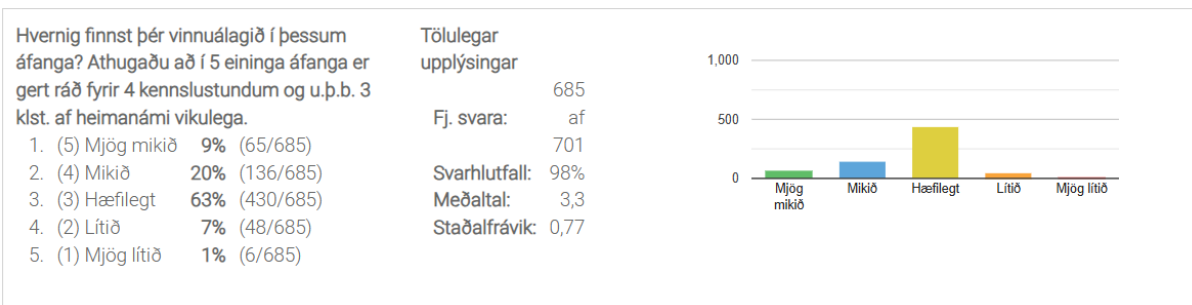 Hvernig finnst þér vinnuálagið í þessum
áfanga? Athugaðu að í 5 eininga áfanga er
gert ráð fyrir 4 kennslustundum og u.þ.b. 3
klst. af heimanámi vikulega.
1. (5) Mjög mikið 9% (65/685)
2. (4) Mikið 20% (136/685)
3. (3) Hæfilegt 63% (430/685)
4. (2) Lítið 7% (48/685)
5. (1) Mjög lítið 1% (6/685)
Tölulegar
upplýsingar
685
Fj. svara: af
701
Svarhlutfall: 98%
Meðaltal: 3,3
Staðalfrávik: 0,77
1,000
500
0
Mjög
mikið
Mikið
Hæfilegt
Lítið
Mjög lítið